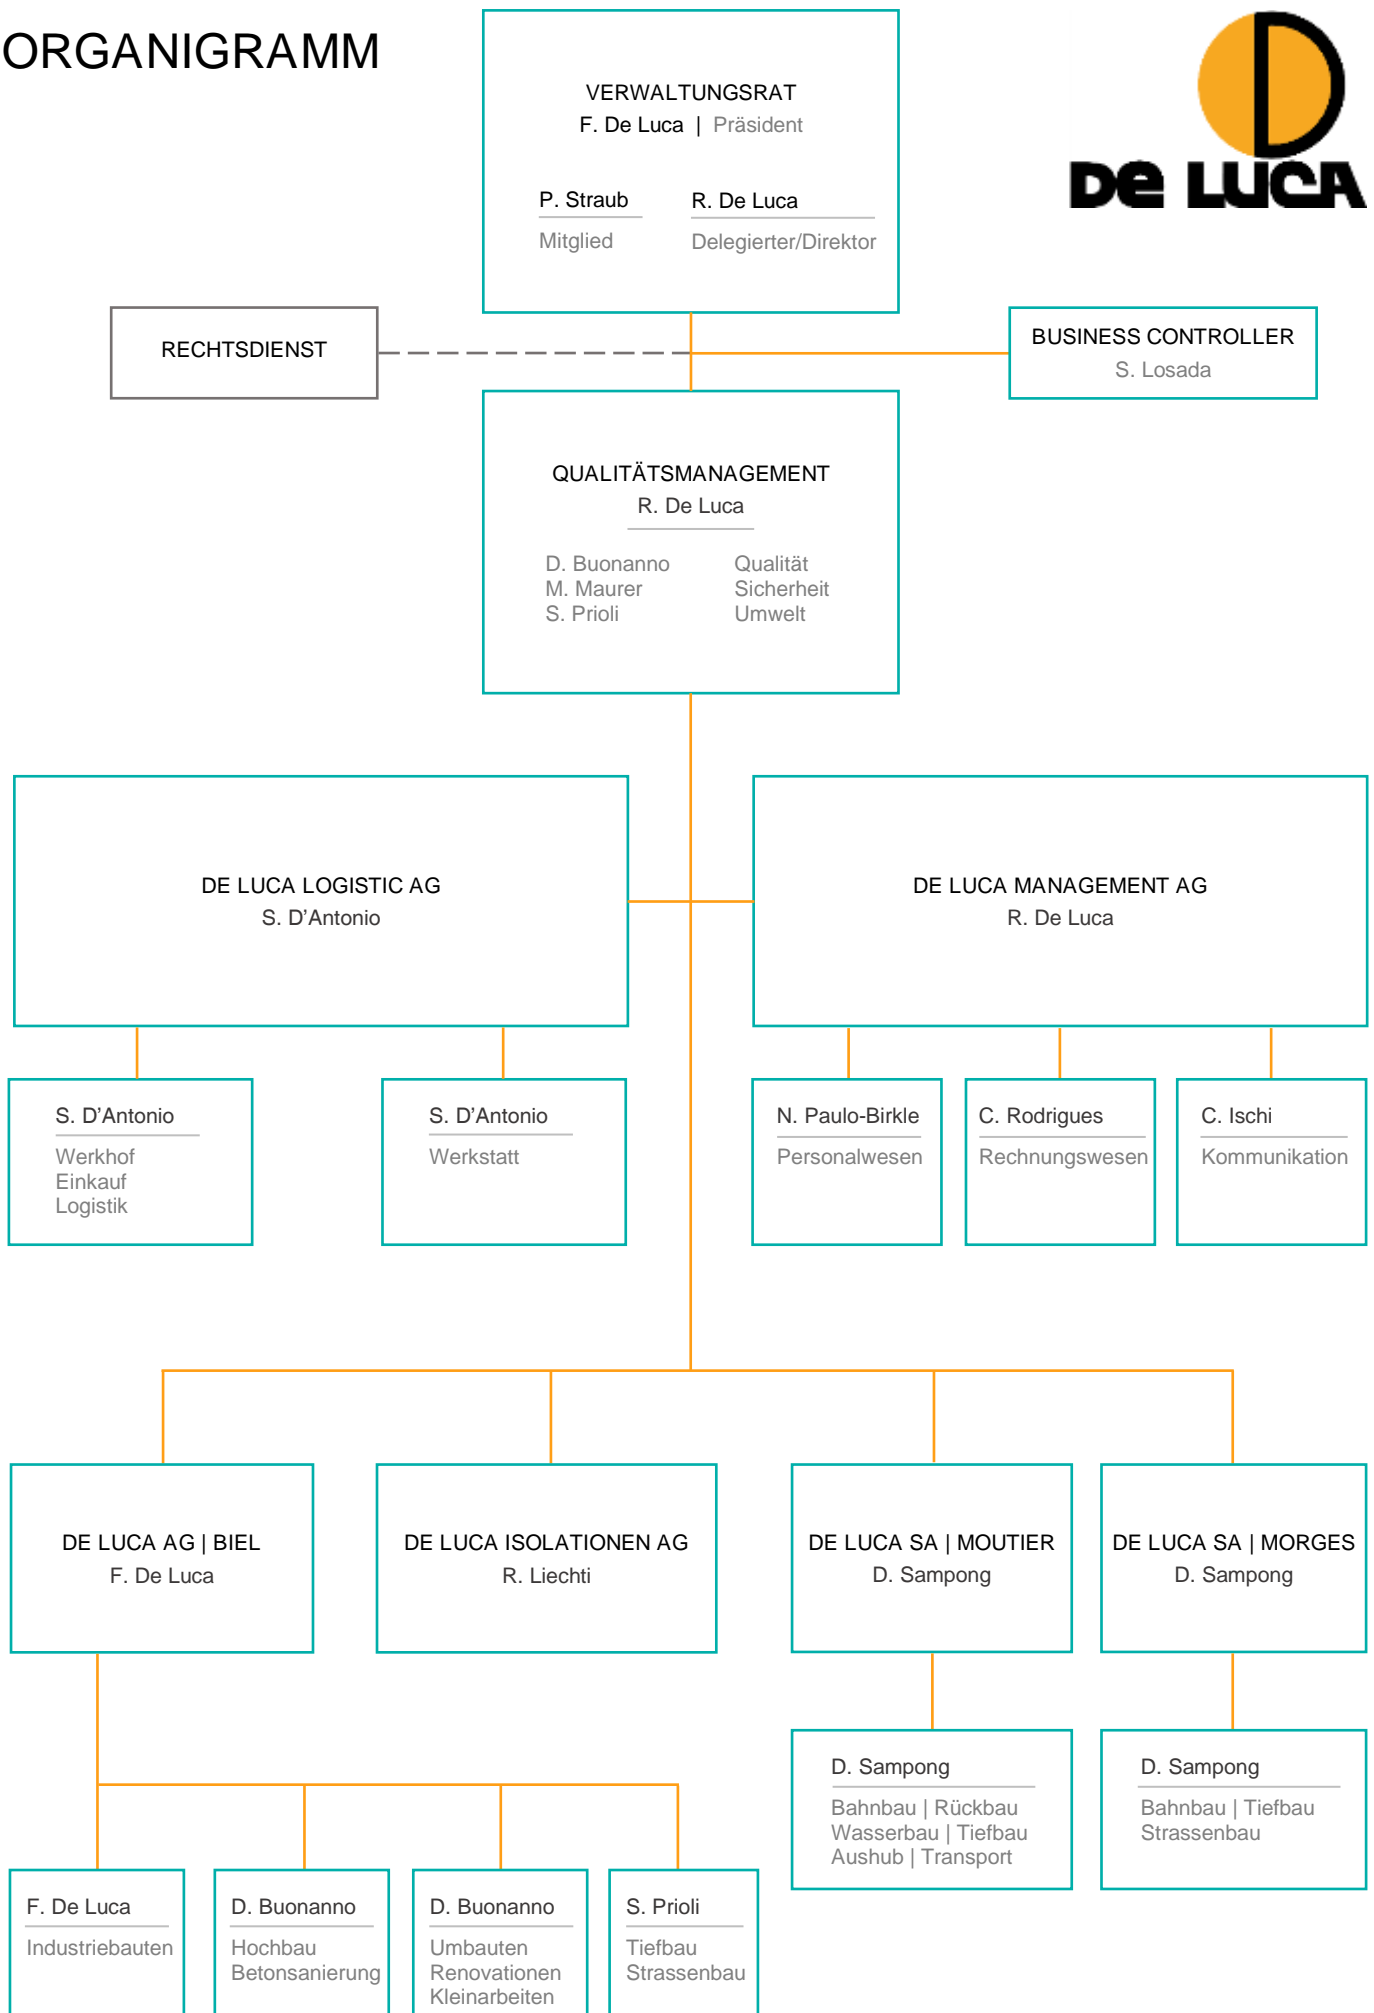 ORGANIGRAMM
DE LUCA
VERWALTUNGSRAT
F. De Luca | Präsident
P. Straub
Mitglied
R. De Luca
Delegierter/Direktor
RECHTSDIENST
BUSINESS CONTROLLER
S. Losada
QUALITÄTSMANAGEMENT
R. De Luca
D. Buonanno Qualität
M. Maurer Sicherheit
S. Prioli Umwelt
DE LUCA LOGISTIC AG
S. D’Antonio
DE LUCA MANAGEMENT AG
R. De Luca
S. D’Antonio
Werkhof
Einkauf
Logistik
S. D’Antonio
Werkstatt
N. Paulo-Birkle
Personalwesen
C. Rodrigues
Rechnungswesen
C. Ischi
Kommunikation
DE LUCA AG | BIEL
F. De Luca
DE LUCA ISOLATIONEN AG
R. Liechti
DE LUCA SA | MOUTIER
D. Sampong
DE LUCA SA | MORGES
D. Sampong
D. Sampong
Bahnbau | Rückbau
Wasserbau | Tiefbau
Aushub | Transport
D. Sampong
Bahnbau | Tiefbau
Strassenbau
F. De Luca
Industriebauten
D. Buonanno
Hochbau
Betonsanierung
D. Buonanno
Umbauten
Renovationen
Kleinarbeiten
S. Prioli
Tiefbau
Strassenbau